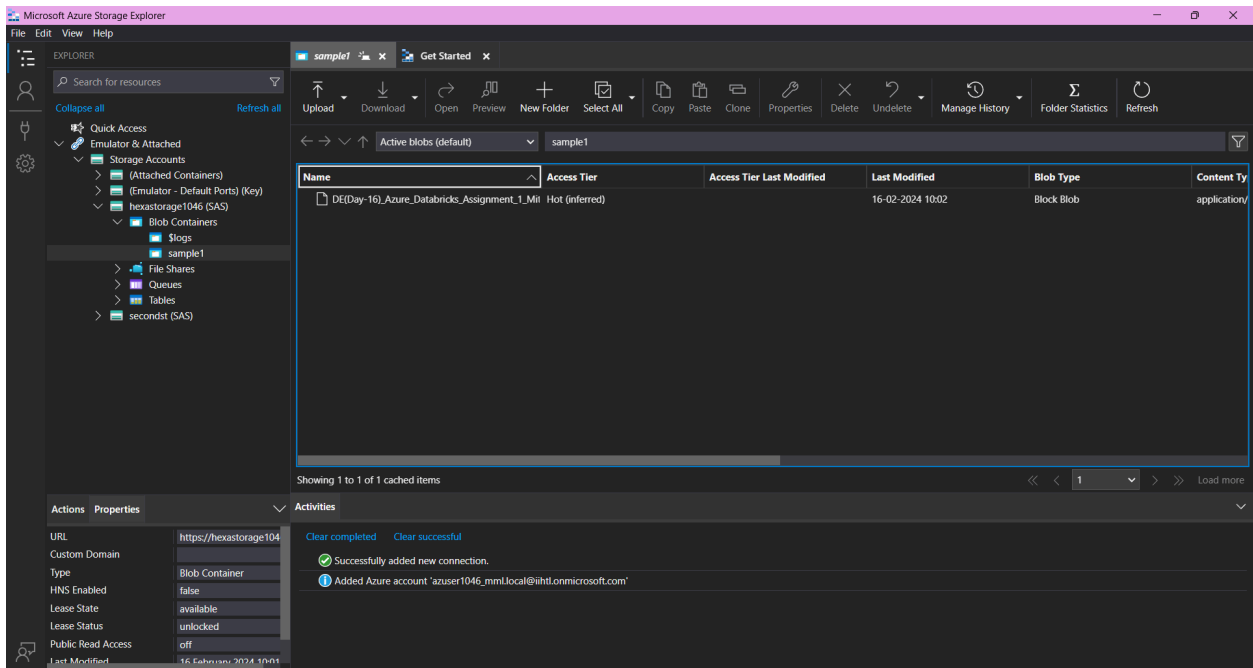 Microsoft Azure Storage Explorer
File Edit View Help
EXPLORER
Search for resources
Collapse all Refresh all
Quick Access
Emulator & Attached
Storage Accounts
(Attached Containers)
(Emulator - Default Ports) (Key)
hexastorage1046 (SAS)
Blob Containers
$logs
sample1
File Shares
Queues
Tables
secondst (SAS)
Actions Properties
URL https://hexastorage104
Custom Domain
Type Blob Container
HNS Enabled false
Lease State available
Lease Status unlocked
Public Read Access off
Last Modified 16 February 2024 10:01
sample1 Get Started
Upload Download Open Preview New Folder Select All Copy Paste Clone Properties Delete Undelete Manage History Folder Statistics Refresh
Active blobs (default) sample1
Name Access Tier Access Tier Last Modified Last Modified Blob Type Content Ty
DE(Day-16)_Azure_Databricks_Assignment_1_Mit Hot (inferred) 16-02-2024 10:02 Block Blob application/
Showing 1 to 1 of 1 cached items 1 Load more
Activities
Clear completed Clear successful
Successfully added new connection.
Added Azure account 'azuser1046_mml.local@iihtl.onmicrosoft.com'